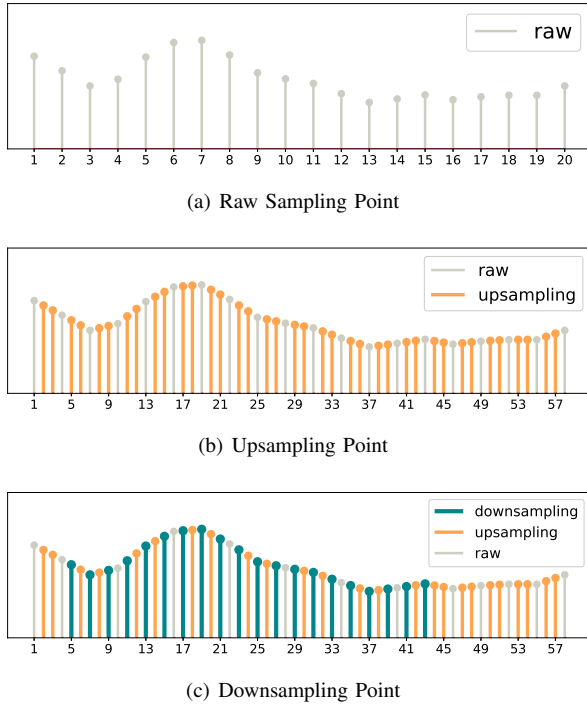 raw
1 2 3 4 5 6 7 8 9 10 11 12 13 14 15 16 17 18 19 20
(a) Raw Sampling Point
raw
upsampling
1 5 9 13 17 21 25 29 33 37 41 45 49 53 57
(b) Upsampling Point
downsampling
upsampling
raw
1 5 9 13 17 21 25 29 33 37 41 45 49 53 57
(c) Downsampling Point